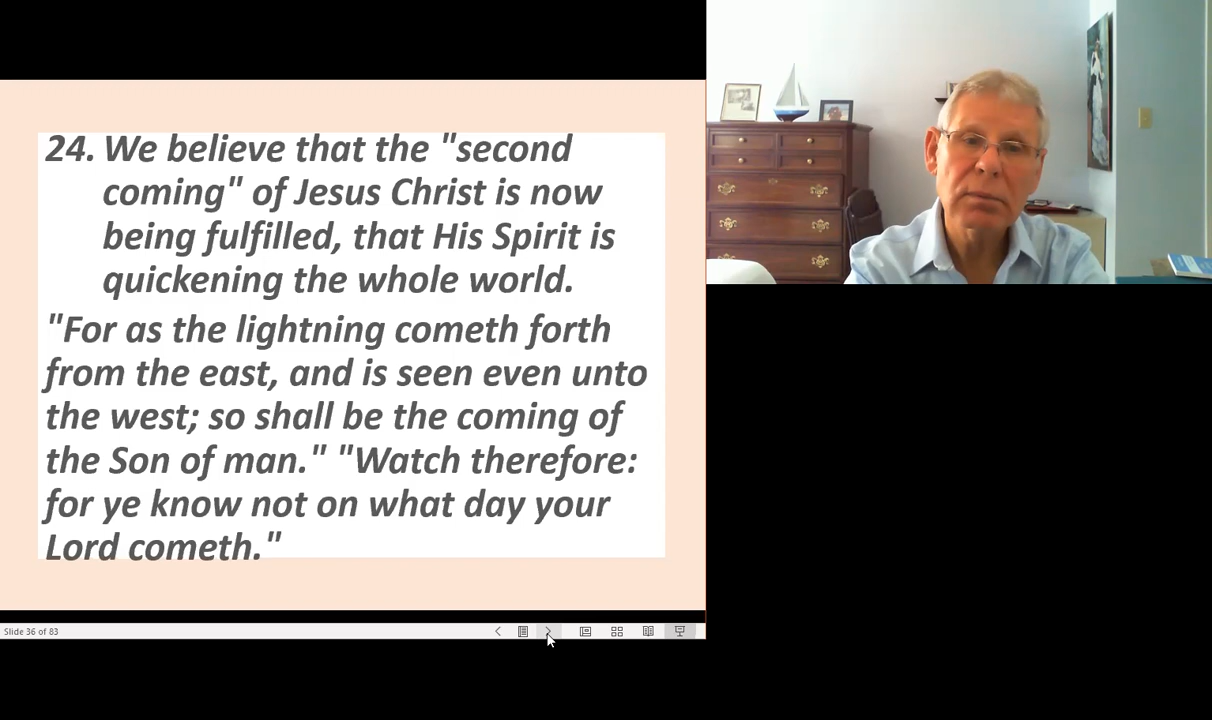 24. We believe that the "second
coming" of Jesus Christ is now
being fulfilled, that His Spirit is
quickening the whole world.
"For as the lightning cometh forth
from the east, and is seen even unto
the west; so shall be the coming of
the Son of man." "Watch therefore:
for ye know not on what day your
Lord cometh."
Slide 36 of 83